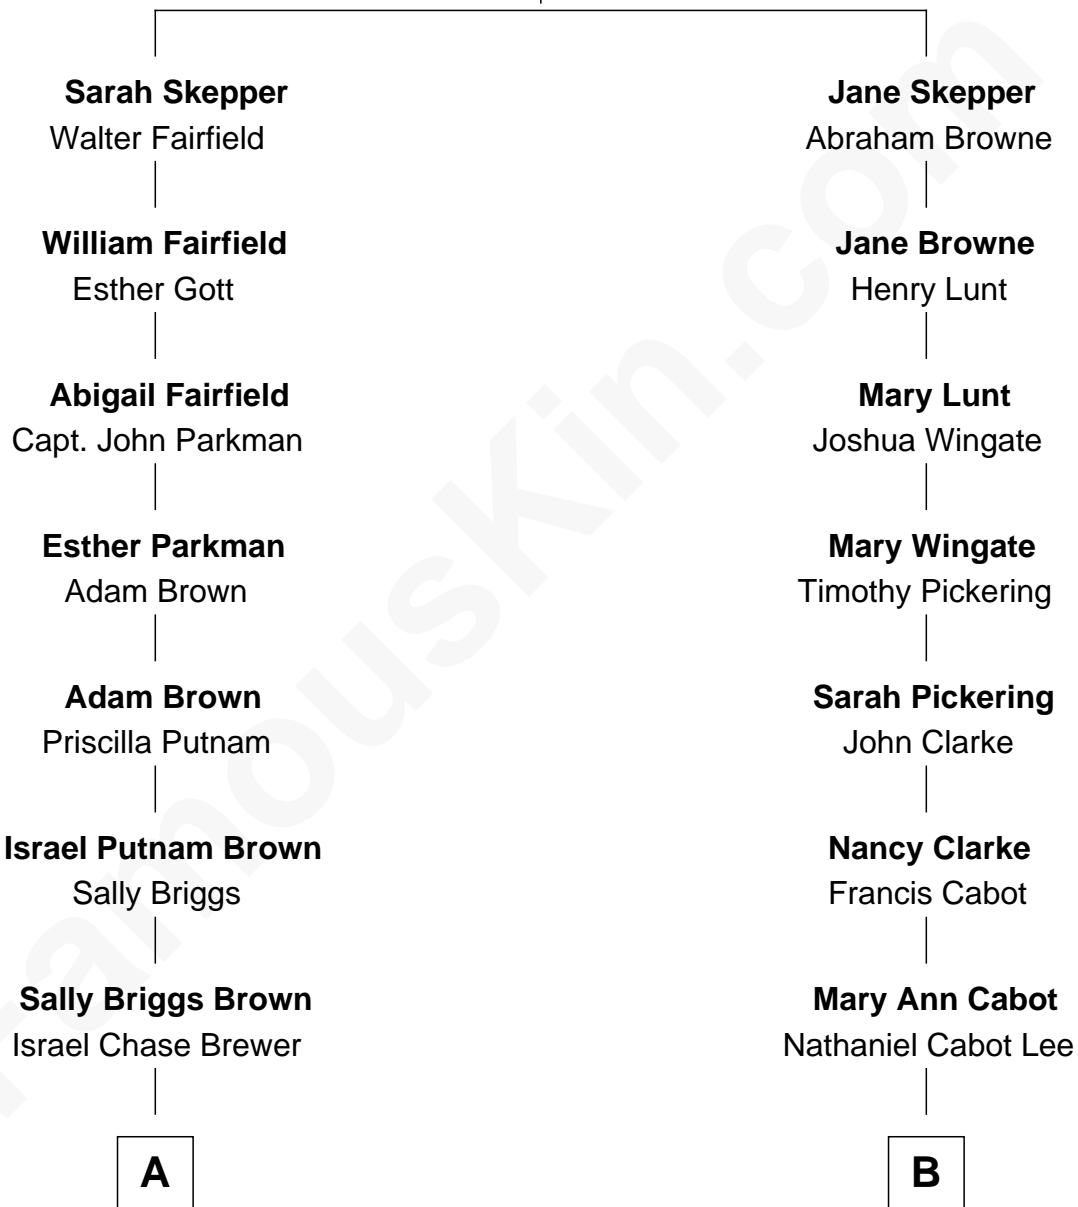 Sarah Skepper
Walter Fairfield
Jane Skepper
Abraham Browne
William Fairfield
Esther Gott
Jane Browne
Henry Lunt
Abigail Fairfield
Capt. John Parkman
Mary Lunt
Joshua Wingate
Esther Parkman
Adam Brown
Mary Wingate
Timothy Pickering
Adam Brown
Priscilla Putnam
Sarah Pickering
John Clarke
Israel Putnam Brown
Sally Briggs
Nancy Clarke
Francis Cabot
Sally Briggs Brown
Israel Chase Brewer
Mary Ann Cabot
Nathaniel Cabot Lee
A
B
FamousKin.com